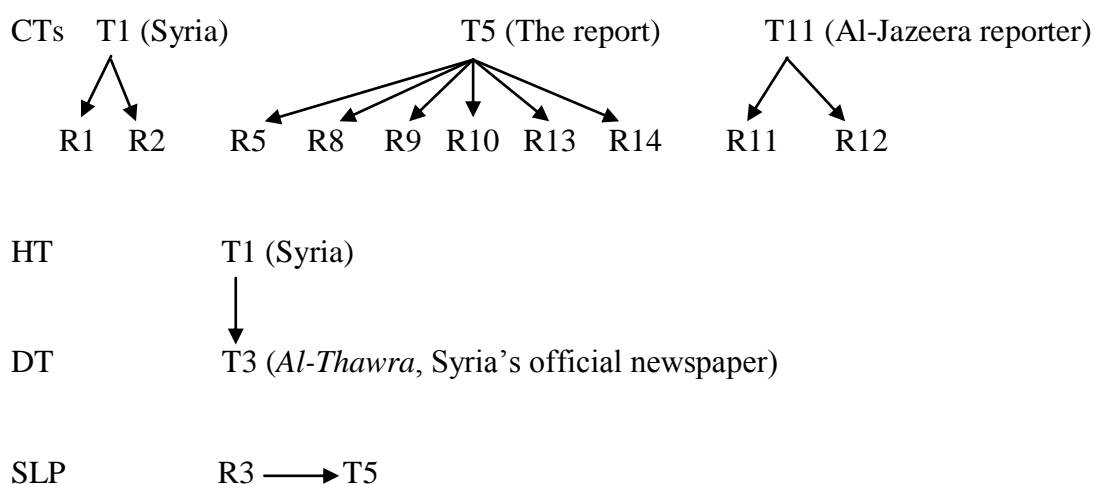 CTs T1 (Syria) T5 (The report) T11 (Al-Jazeera reporter)
R1 R2 R5 R8 R9 R10 R13 R14 R11 R12
HT T1 (Syria)
DT T3 (Al-Thawra, Syria’s official newspaper)
SLP R3 T5